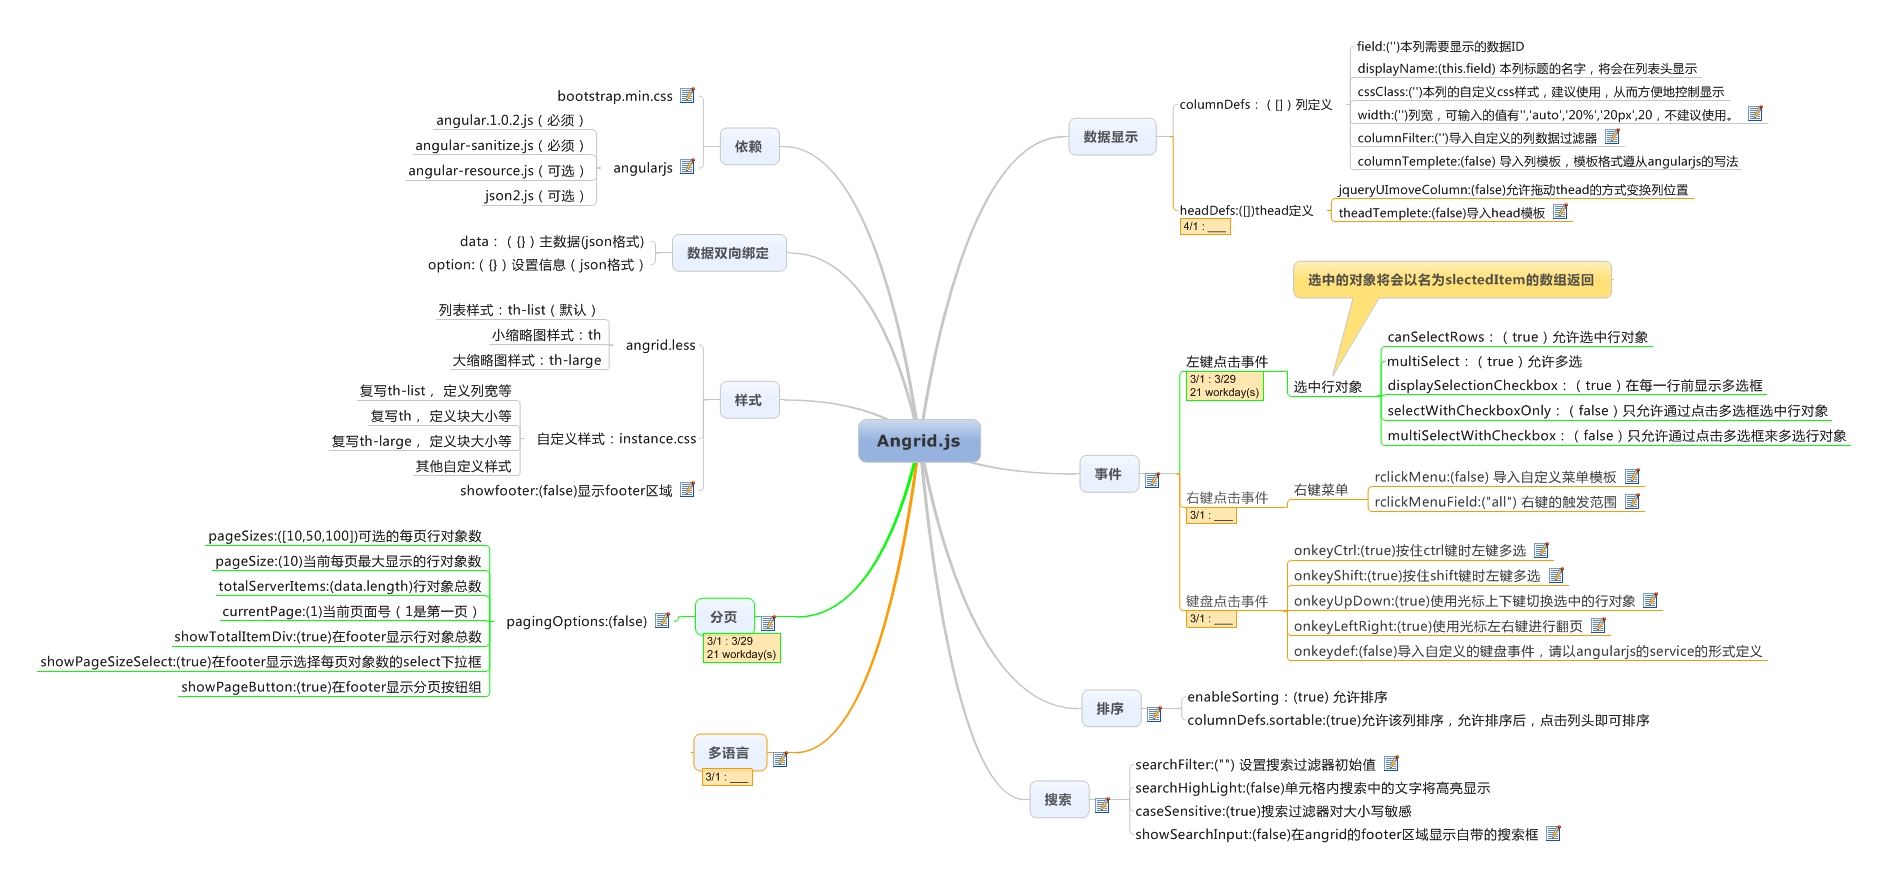 Angrid.js
依赖
bootstrap.min.css
angularjs
angular.1.0.2.js（必须）
angular-sanitize.js（必须）
angular-resource.js（可选）
json2.js（可选）
数据双向绑定
data：（{}）主数据(json格式)
option:（{}）设置信息（json格式）
样式
angrid.less
列表样式：th-list（默认）
小缩略图样式：th
大缩略图样式：th-large
自定义样式：instance.css
复写th-list， 定义列宽等
复写th， 定义块大小等
复写th-large， 定义块大小等
其他自定义样式
showfooter:(false)显示footer区域
分页
3/1 : 3/29
21 workday(s)
pagingOptions:(false)
pageSizes:([10,50,100])可选的每页行对象数
pageSize:(10)当前每页最大显示的行对象数
totalServerItems:(data.length)行对象总数
currentPage:(1)当前页面号（1是第一页）
showTotalItemDiv:(true)在footer显示行对象总数
showPageSizeSelect:(true)在footer显示选择每页对象数的select下拉框
showPageButton:(true)在footer显示分页按钮组
多语言
3/1 : ___
数据显示
columnDefs：（[]）列定义
field:('')本列需要显示的数据ID
displayName:(this.field) 本列标题的名字，将会在列表头显示
cssClass:('')本列的自定义css样式，建议使用，从而方便地控制显示
width:('')列宽，可输入的值有'','auto','20%','20px',20，不建议使用。
columnFilter:('')导入自定义的列数据过滤器
columnTemplete:(false) 导入列模板，模板格式遵从angularjs的写法
headDefs:([])thead定义
4/1 : ___
jqueryUImoveColumn:(false)允许拖动thead的方式变换列位置
theadTemplete:(false)导入head模板
选中的对象将会以名为slectedItem的数组返回
事件
左键点击事件
3/1 : 3/29
21 workday(s)
选中行对象
canSelectRows：（true）允许选中行对象
multiSelect：（true）允许多选
displaySelectionCheckbox：（true）在每一行前显示多选框
selectWithCheckboxOnly：（false）只允许通过点击多选框选中行对象
multiSelectWithCheckbox：（false）只允许通过点击多选框来多选行对象
右键点击事件
3/1 : ___
右键菜单
rclickMenu:(false) 导入自定义菜单模板
rclickMenuField:("all") 右键的触发范围
键盘点击事件
3/1 : ___
onkeyCtrl:(true)按住ctrl键时左键多选
onkeyShift:(true)按住shift键时左键多选
onkeyUpDown:(true)使用光标上下键切换选中的行对象
onkeyLeftRight:(true)使用光标左右键进行翻页
onkeydef:(false)导入自定义的键盘事件，请以angularjs的service的形式定义
排序
enableSorting：(true) 允许排序
columnDefs.sortable:(true)允许该列排序，允许排序后，点击列头即可排序
搜索
searchFilter:("") 设置搜索过滤器初始值
searchHighLight:(false)单元格内搜索中的文字将高亮显示
caseSensitive:(true)搜索过滤器对大小写敏感
showSearchInput:(false)在angrid的footer区域显示自带的搜索框